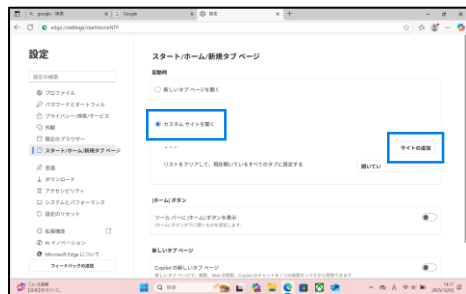 google - 検索
Google
設定
edge://settings/startHomeNTP
設定
設定の検索
プロファイル
パスワードとオートフィル
プライバシー/検索/サービス
外観
既定のブラウザー
スタート/ホーム/新規タブ ページ
言語
ダウンロード
アクセシビリティ
システムとパフォーマンス
設定のリセット
拡張機能
AI イノベーション
Microsoft Edge について
フィードバックの送信
スタート/ホーム/新規タブ ページ
起動時
新しいタブ ページを開く
カスタム サイトを開く
サイトの追加
リストをクリアして、現在開いているすべてのタブに設定する
開いてい
[ホーム] ボタン
ツール バーに [ホーム] ボタンを表示
新しいタブ ページ
Copilot の新しいタブ ページ
検索
14:17
2025/12/02